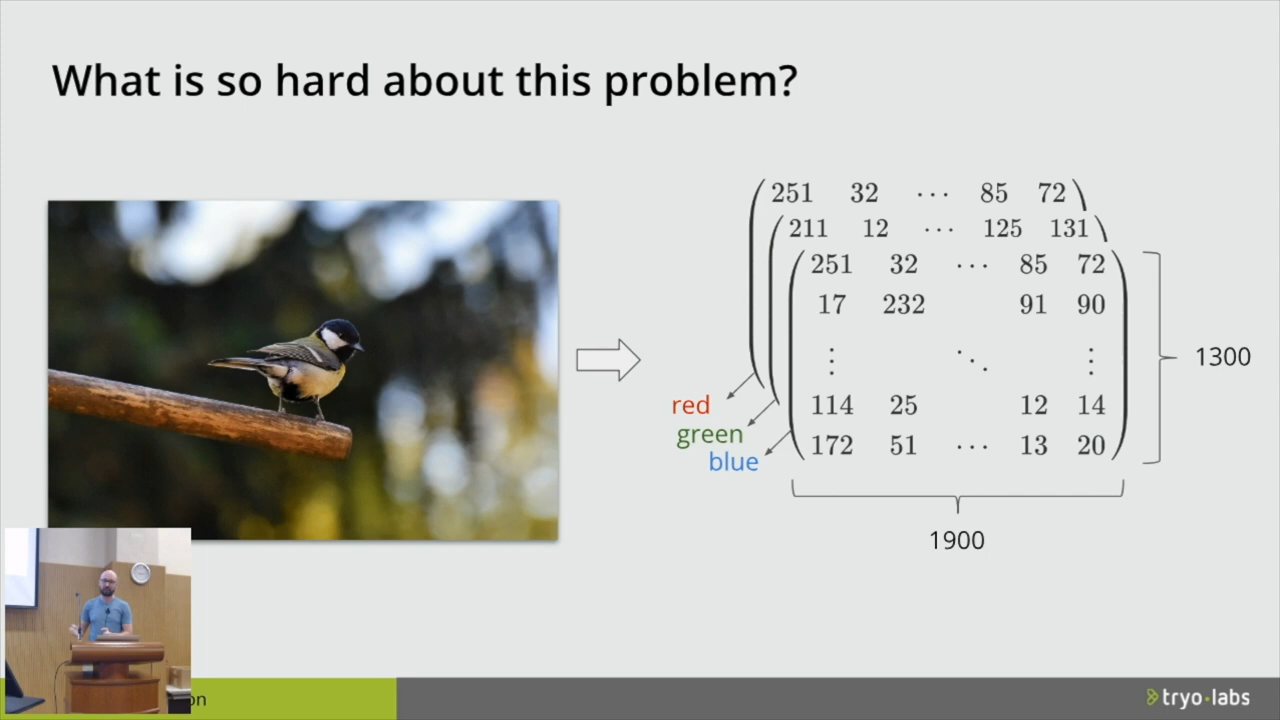 What is so hard about this problem?
251 32 ··· 85 72
211 12 ··· 125 131
251 32 ··· 85 72
17 232 91 90
⋮ ⋱ ⋮
114 25 12 14
172 51 ··· 13 20
1300
red
green
blue
1900
on
tryo·labs